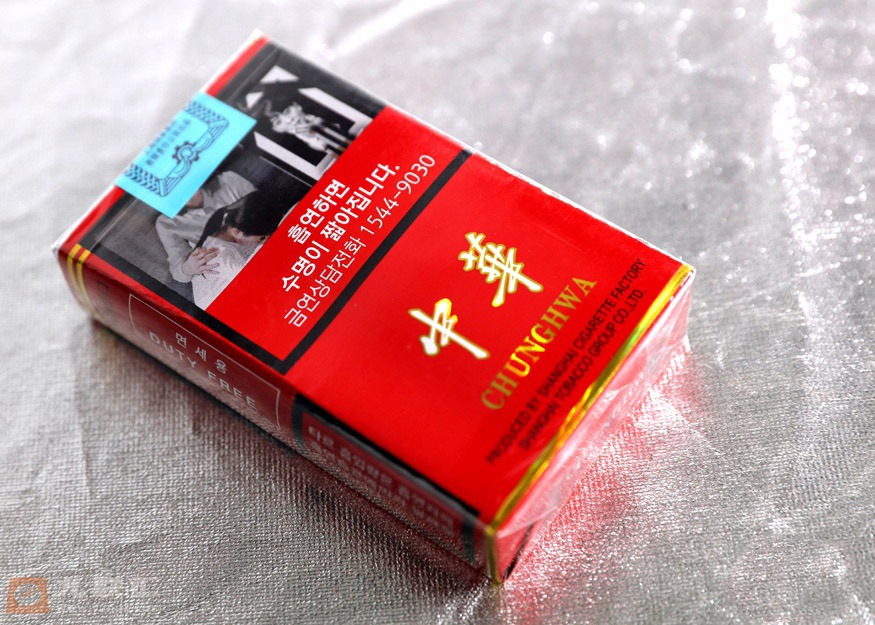 흡연하면
수명이 짧아집니다.
금연상담전화 1544-9030
中華
CHUNGHWA
PRODUCED BY SHANGHAI CIGARETTE FACTORY
SHANGHAI TOBACCO GROUP CO.,LTD.
면세용
DUTY FREE